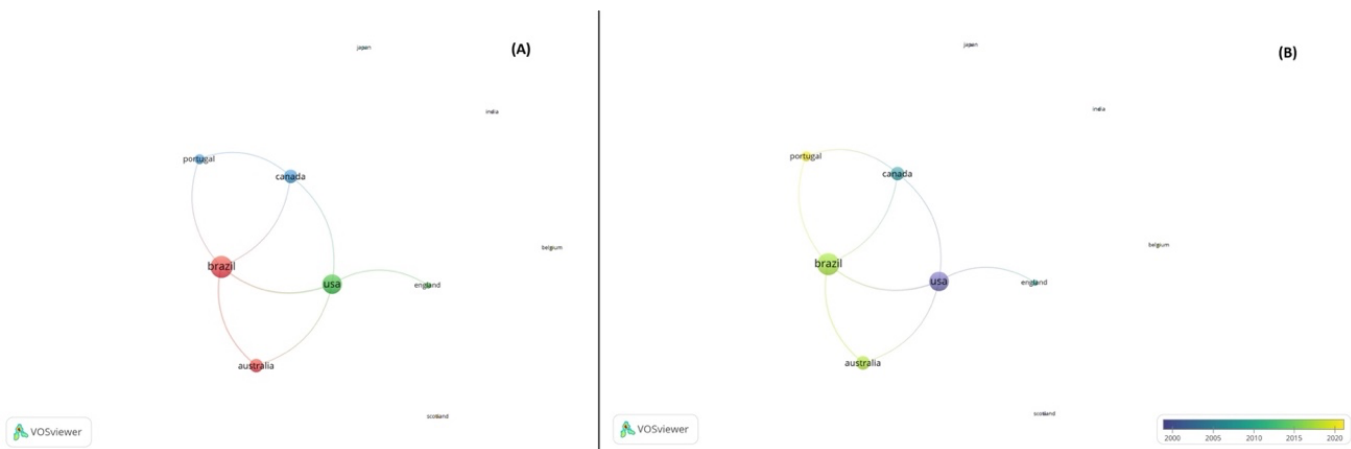 japan
(A)
india
portugal
canada
belgium
brazil
usa
england
australia
scotland
VOSviewer
japan
(B)
india
portugal
canada
belgium
brazil
usa
england
australia
scotland
VOSviewer
2000 2005 2010 2015 2020